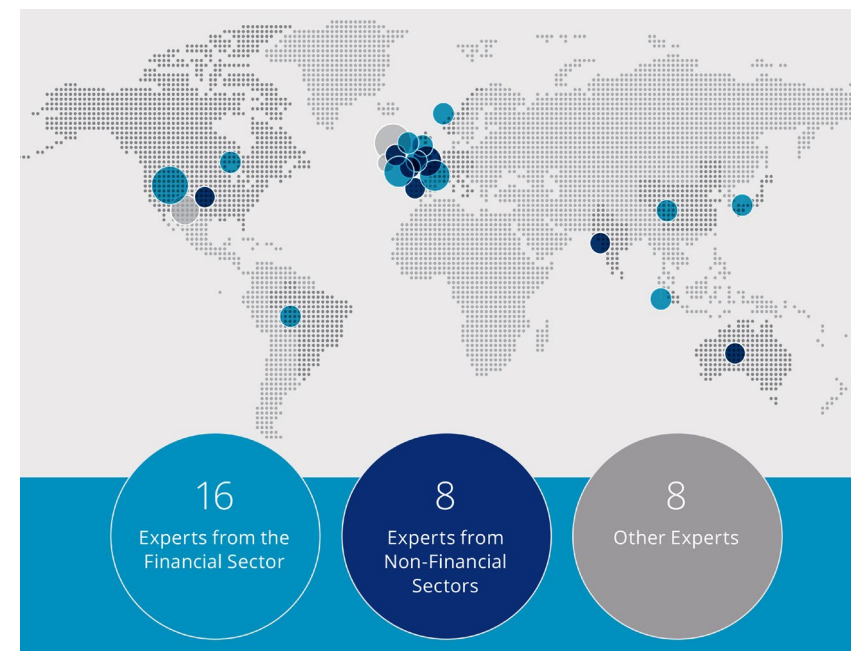 16
Experts from the
Financial Sector
8
Experts from
Non-Financial
Sectors
8
Other Experts